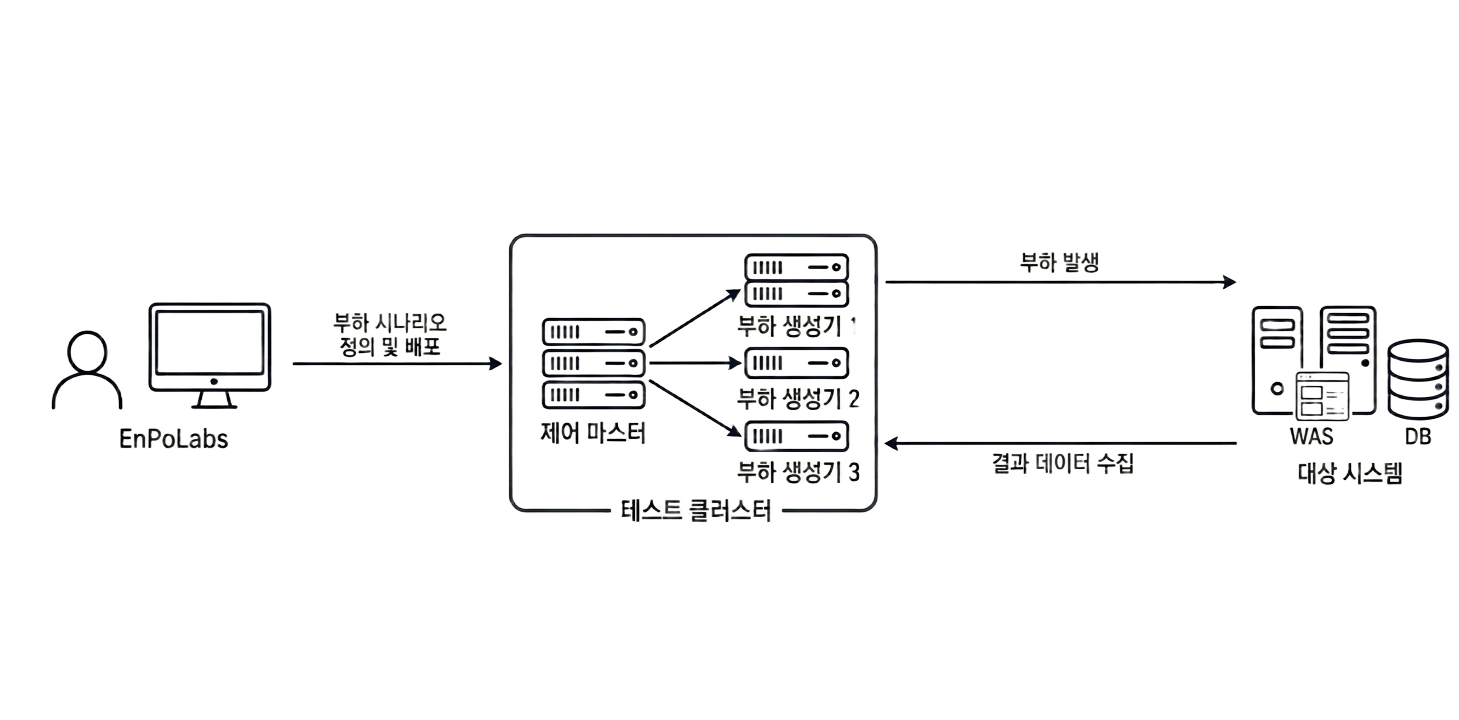 부하 시나리오
정의 및 배포
EnPoLabs
제어 마스터
부하 생성기 1
부하 생성기 2
부하 생성기 3
테스트 클러스터
부하 발생
결과 데이터 수집
WAS
DB
대상 시스템